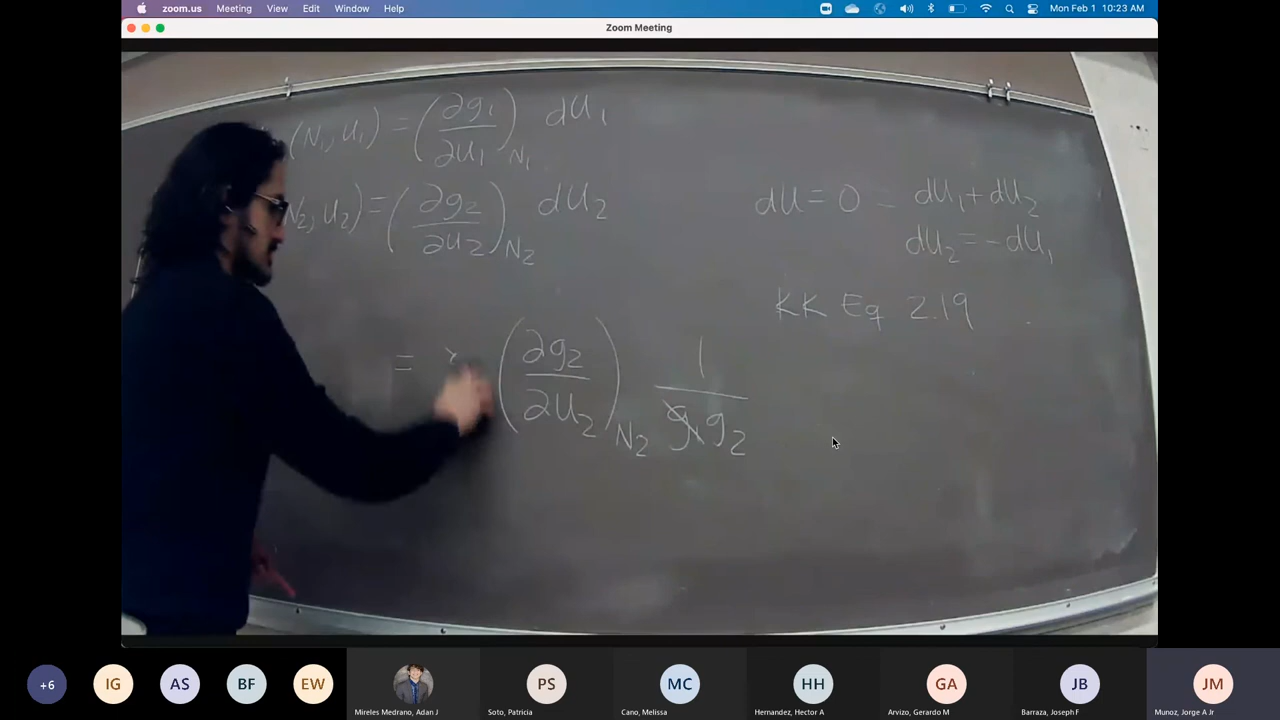 zoom.us Meeting View Edit Window Help Mon Feb 1 10:23 AM
Zoom Meeting
(N₁, U₁) = (∂g₁/∂U₁)_N₁ dU₁
N₂, U₂) = (∂g₂/∂U₂)_N₂ dU₂
dU = 0 = dU₁ + dU₂
dU₂ = - dU₁
KK Eq 2.19
= (∂g₂/∂U₂)_N₂ 1/g₁g₂
+6 IG AS BF EW PS MC HH GA JB JM
Mireles Medrano, Adan J Soto, Patricia Cano, Melissa Hernandez, Hector A Arvizo, Gerardo M Barraza, Joseph F Munoz, Jorge A Jr